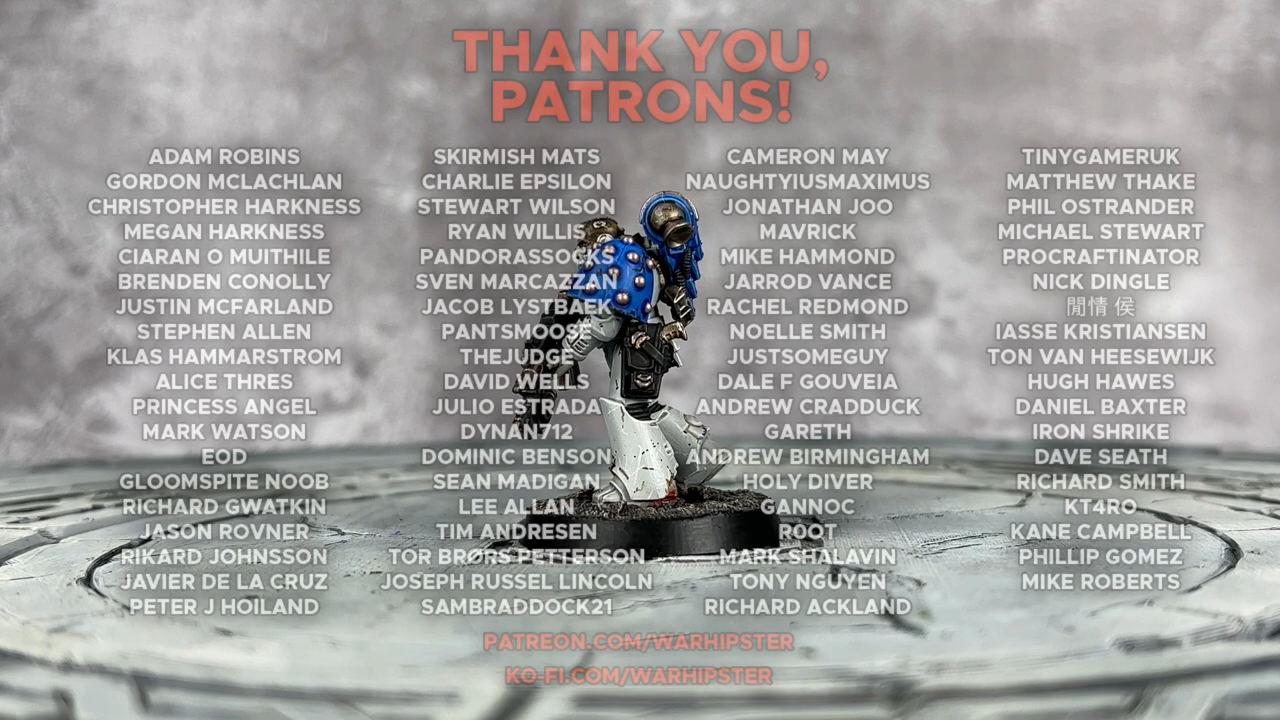 THANK YOU,
PATRONS!
ADAM ROBINS
GORDON MCLACHLAN
CHRISTOPHER HARKNESS
MEGAN HARKNESS
CIARAN O MUITHILE
BRENDEN CONOLLY
JUSTIN MCFARLAND
STEPHEN ALLEN
KLAS HAMMARSTROM
ALICE THRES
PRINCESS ANGEL
MARK WATSON
EOD
GLOOMSPITE NOOB
RICHARD GWATKIN
JASON ROVNER
RIKARD JOHNSSON
JAVIER DE LA CRUZ
PETER J HOILAND
SKIRMISH MATS
CHARLIE EPSILON
STEWART WILSON
RYAN WILLIS
PANDORASSOCKS
SVEN MARCAZZAN
JACOB LYSTBAEK
PANTSMOOSE
THEJUDGE
DAVID WELLS
JULIO ESTRADA
DYNAN712
DOMINIC BENSON
SEAN MADIGAN
LEE ALLAN
TIM ANDRESEN
TOR BRØRS PETTERSON
JOSEPH RUSSEL LINCOLN
SAMBRADDOCK21
CAMERON MAY
NAUGHTYIUSMAXIMUS
JONATHAN JOO
MAVRICK
MIKE HAMMOND
JARROD VANCE
RACHEL REDMOND
NOELLE SMITH
JUSTSOMEGUY
DALE F GOUVEIA
ANDREW CRADDUCK
GARETH
ANDREW BIRMINGHAM
HOLY DIVER
GANNOC
ROOT
MARK SHALAVIN
TONY NGUYEN
RICHARD ACKLAND
TINYGAMERUK
MATTHEW THAKE
PHIL OSTRANDER
MICHAEL STEWART
PROCRAFTINATOR
NICK DINGLE
閒情 侯
IASSE KRISTIANSEN
TON VAN HEESEWIJK
HUGH HAWES
DANIEL BAXTER
IRON SHRIKE
DAVE SEATH
RICHARD SMITH
KT4RO
KANE CAMPBELL
PHILLIP GOMEZ
MIKE ROBERTS
PATREON.COM/WARHIPSTER
KO-FI.COM/WARHIPSTER